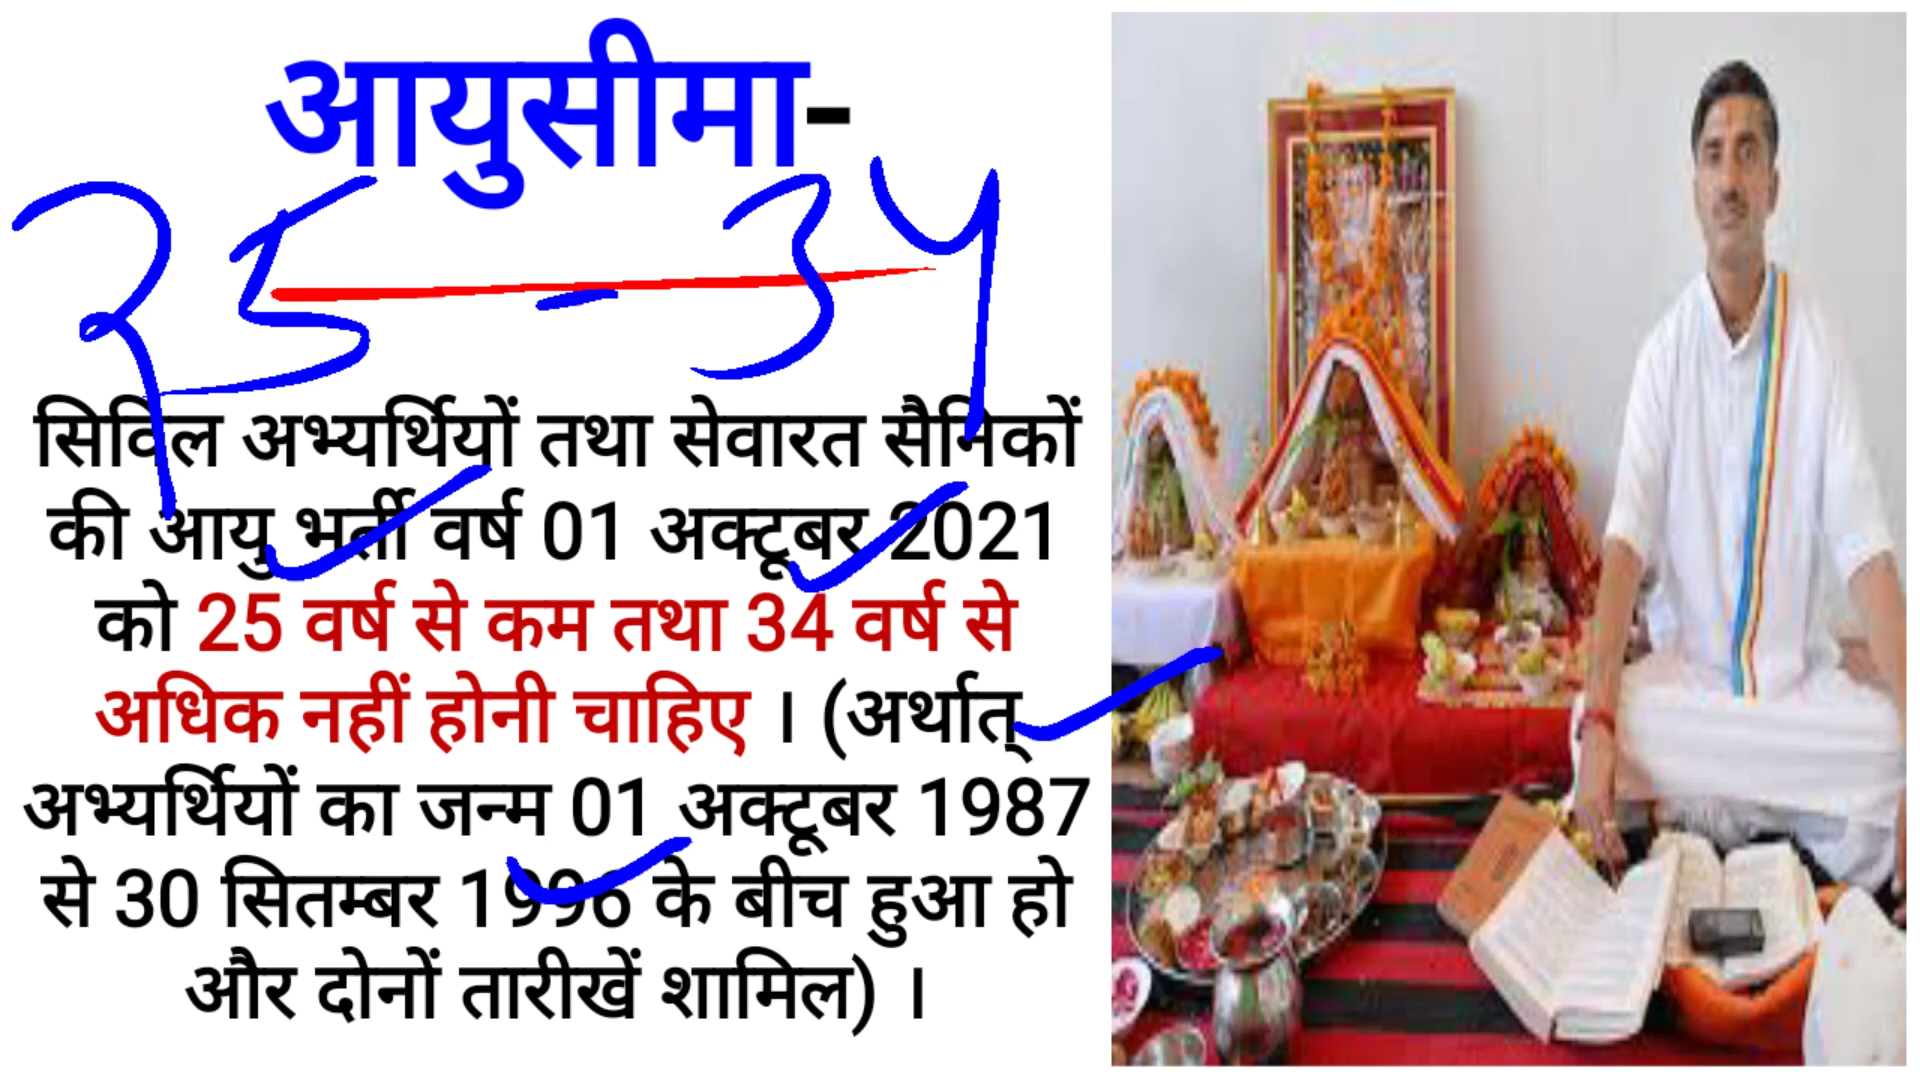 आयुसीमा-
25 - 34
सिविल अभ्यर्थियों तथा सेवारत सैनिकों
की आयु भर्ती वर्ष 01 अक्टूबर 2021
को 25 वर्ष से कम तथा 34 वर्ष से
अधिक नहीं होनी चाहिए । (अर्थात्
अभ्यर्थियों का जन्म 01 अक्टूबर 1987
से 30 सितम्बर 1996 के बीच हुआ हो
और दोनों तारीखें शामिल) ।